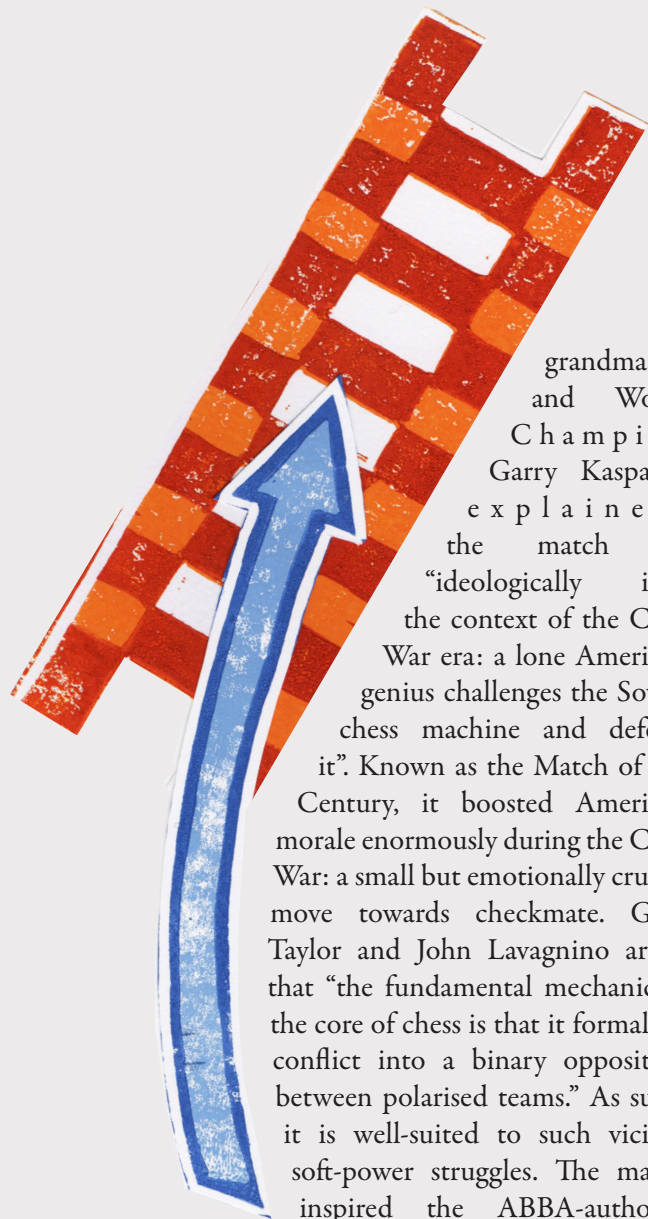 grandma
and Wo
Champi
Garry Kaspa
explaine
the match
“ideologically i
the context of the C
War era: a lone Ameri
genius challenges the Sov
chess machine and defe
it”. Known as the Match of
Century, it boosted Ameri
morale enormously during the C
War: a small but emotionally cru
move towards checkmate. G
Taylor and John Lavagnino ar
that “the fundamental mechanic
the core of chess is that it formal
conflict into a binary opposit
between polarised teams.” As su
it is well-suited to such vici
soft-power struggles. The ma
inspired the ABBA-autho